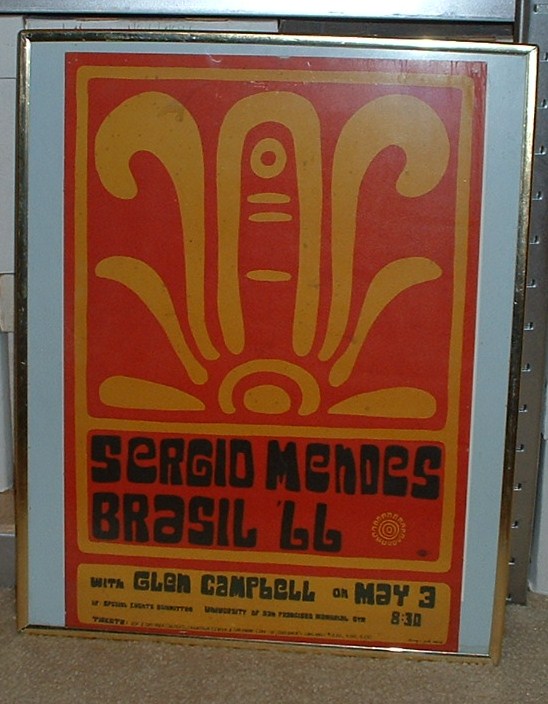 SERGIO MENDES
BRASIL '66
WITH GLEN CAMPBELL ON MAY 3
SPECIAL EVENTS COMMITTEE UNIVERSITY OF SAN FRANCISCO MEMORIAL GYM 8:30
TICKETS: